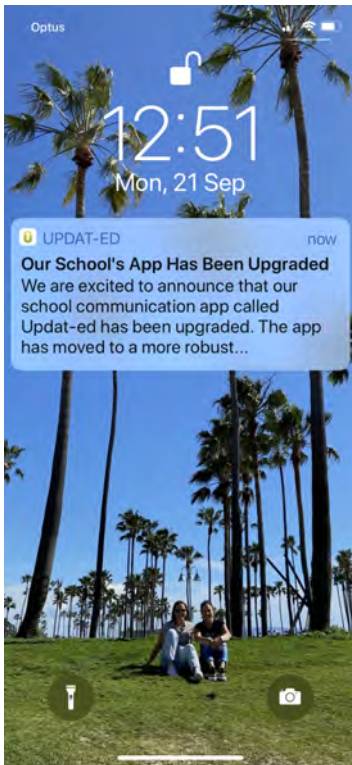 Optus
12:51
Mon, 21 Sep
UPDAT-ED now
Our School's App Has Been Upgraded
We are excited to announce that our
school communication app called
Updat-ed has been upgraded. The app
has moved to a more robust...